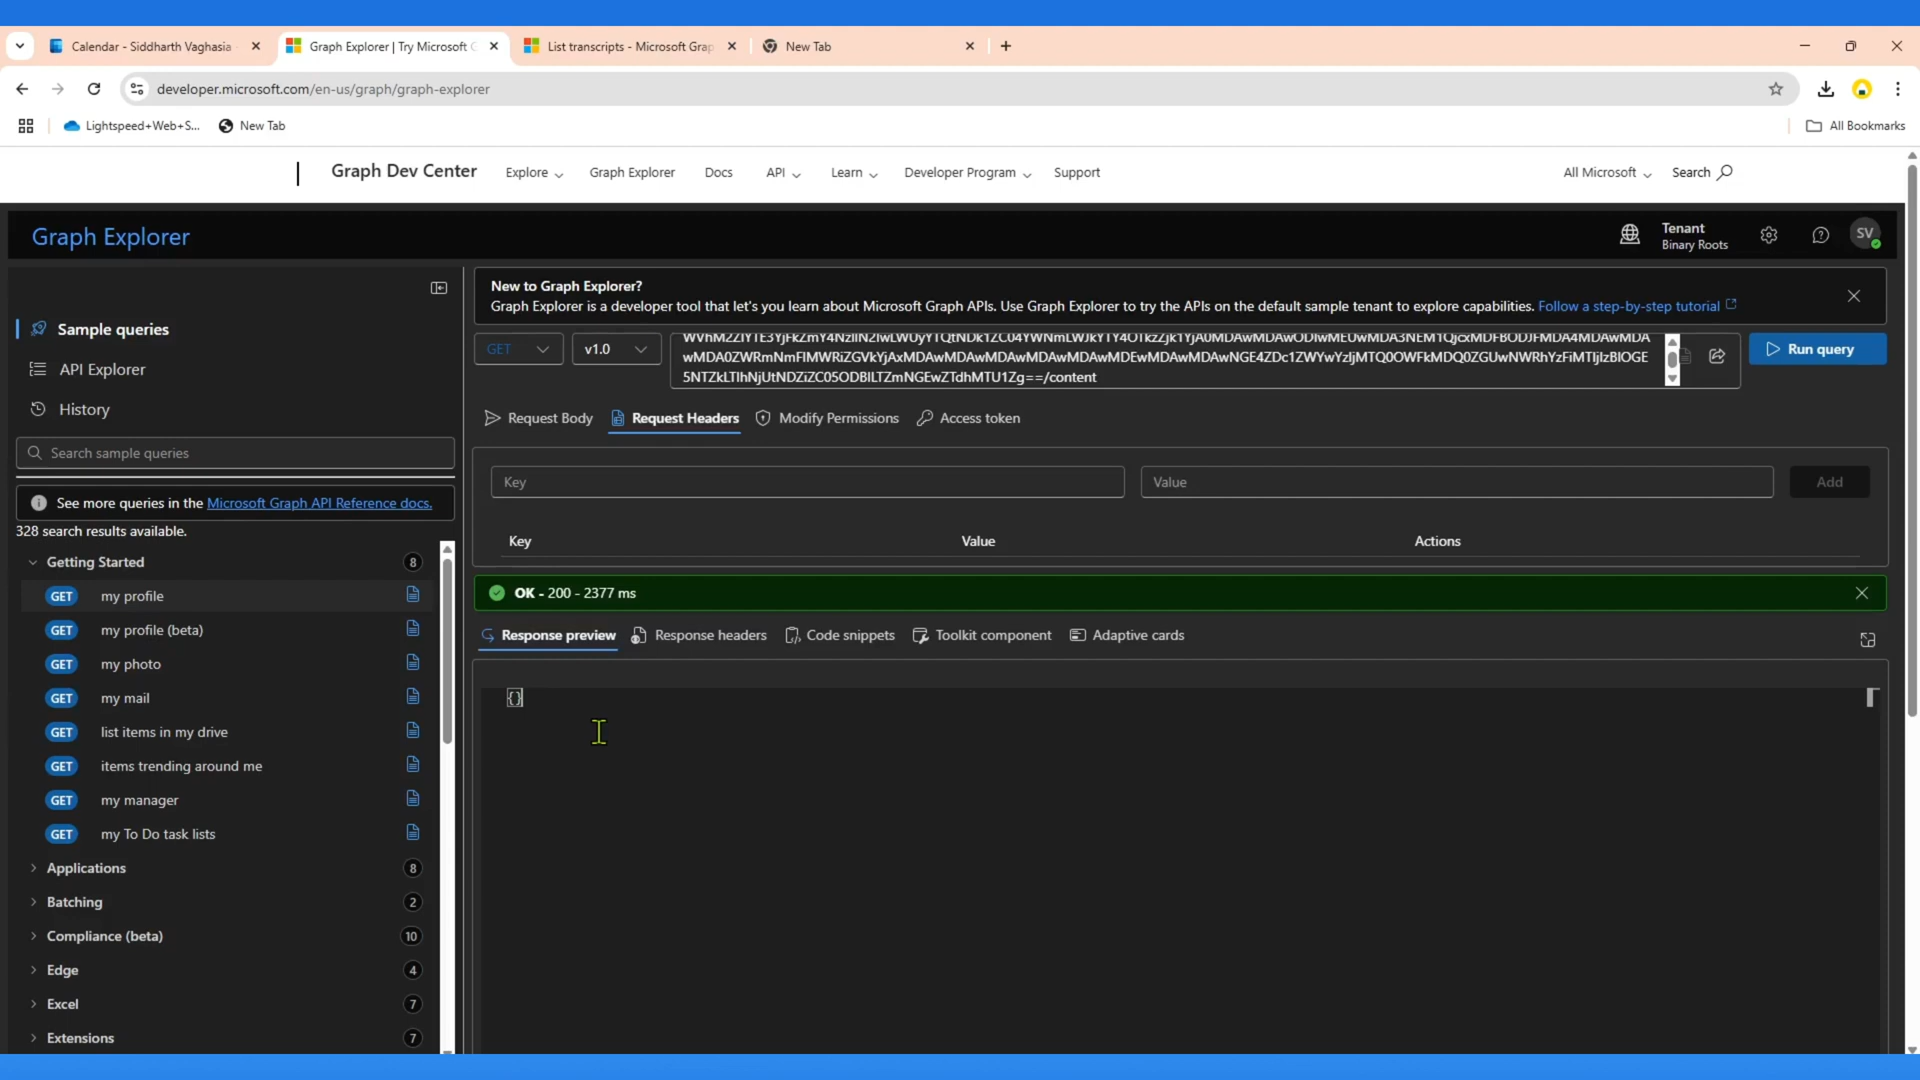 Calendar - Siddharth Vaghasia
Graph Explorer | Try Microsoft
List transcripts - Microsoft Grap
New Tab
developer.microsoft.com/en-us/graph/graph-explorer
Lightspeed+Web+S...
New Tab
All Bookmarks
Graph Dev Center
Explore
Graph Explorer
Docs
API
Learn
Developer Program
Support
All Microsoft
Search
Graph Explorer
Tenant
Binary Roots
SV
New to Graph Explorer?
Graph Explorer is a developer tool that let's you learn about Microsoft Graph APIs. Use Graph Explorer to try the APIs on the default sample tenant to explore capabilities. Follow a step-by-step tutorial
GET
v1.0
Run query
Request Body
Request Headers
Modify Permissions
Access token
Key
Value
Add
Key
Value
Actions
OK - 200 - 2377 ms
Response preview
Response headers
Code snippets
Toolkit component
Adaptive cards
{}
Sample queries
API Explorer
History
Search sample queries
See more queries in the Microsoft Graph API Reference docs.
328 search results available.
Getting Started 8
GET my profile
GET my profile (beta)
GET my photo
GET my mail
GET list items in my drive
GET items trending around me
GET my manager
GET my To Do task lists
Applications 8
Batching 2
Compliance (beta) 10
Edge 4
Excel 7
Extensions 7